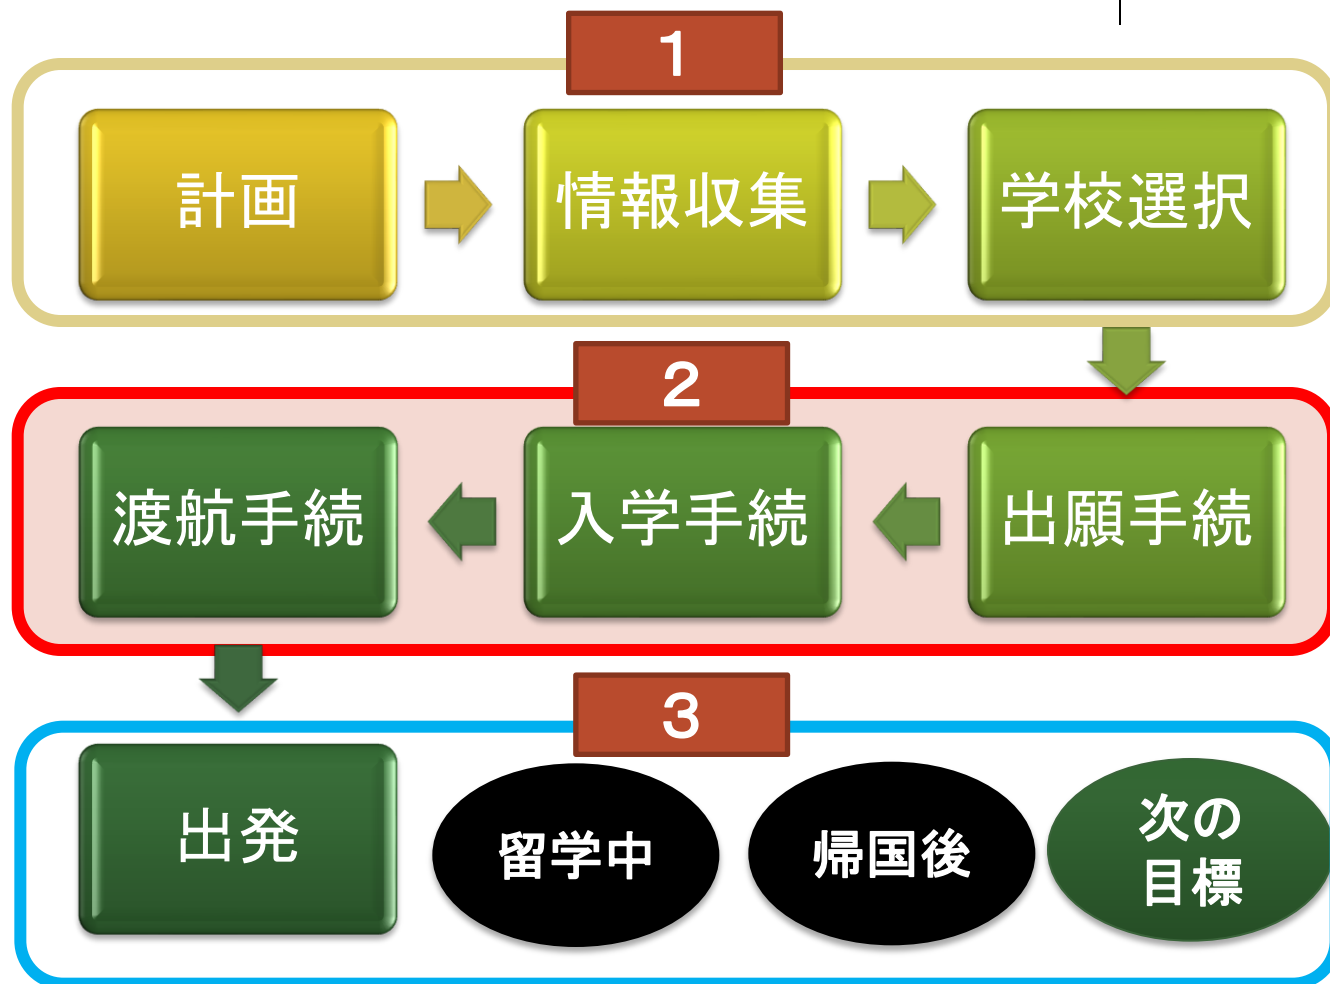 1
計画
情報収集
学校選択
2
渡航手続
入学手続
出願手続
3
出発
留学中
帰国後
次の
目標